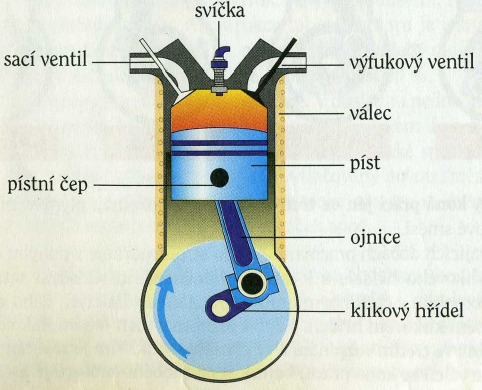 svíčka
sací ventil
výfukový ventil
válec
píst
pístní čep
ojnice
klikový hřídel